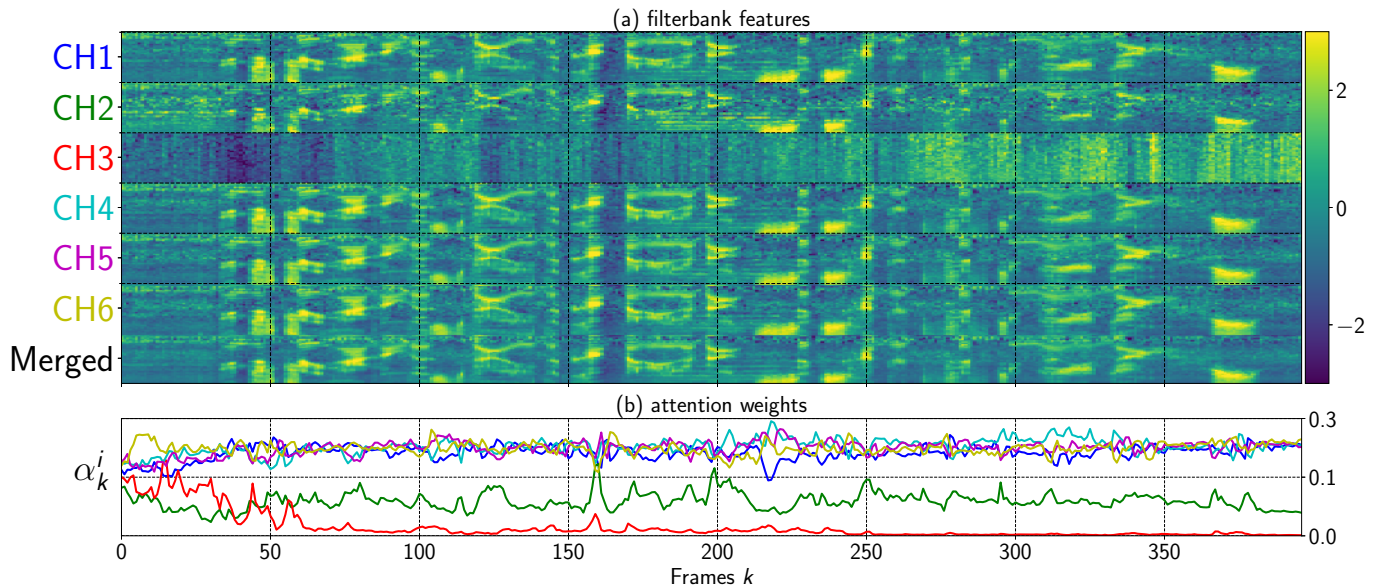 (a) filterbank features
CH1
CH2
CH3
CH4
CH5
CH6
Merged
2
0
−2
(b) attention weights
α_k^i
0.3
0.1
0.0
0 50 100 150 200 250 300 350
Frames k